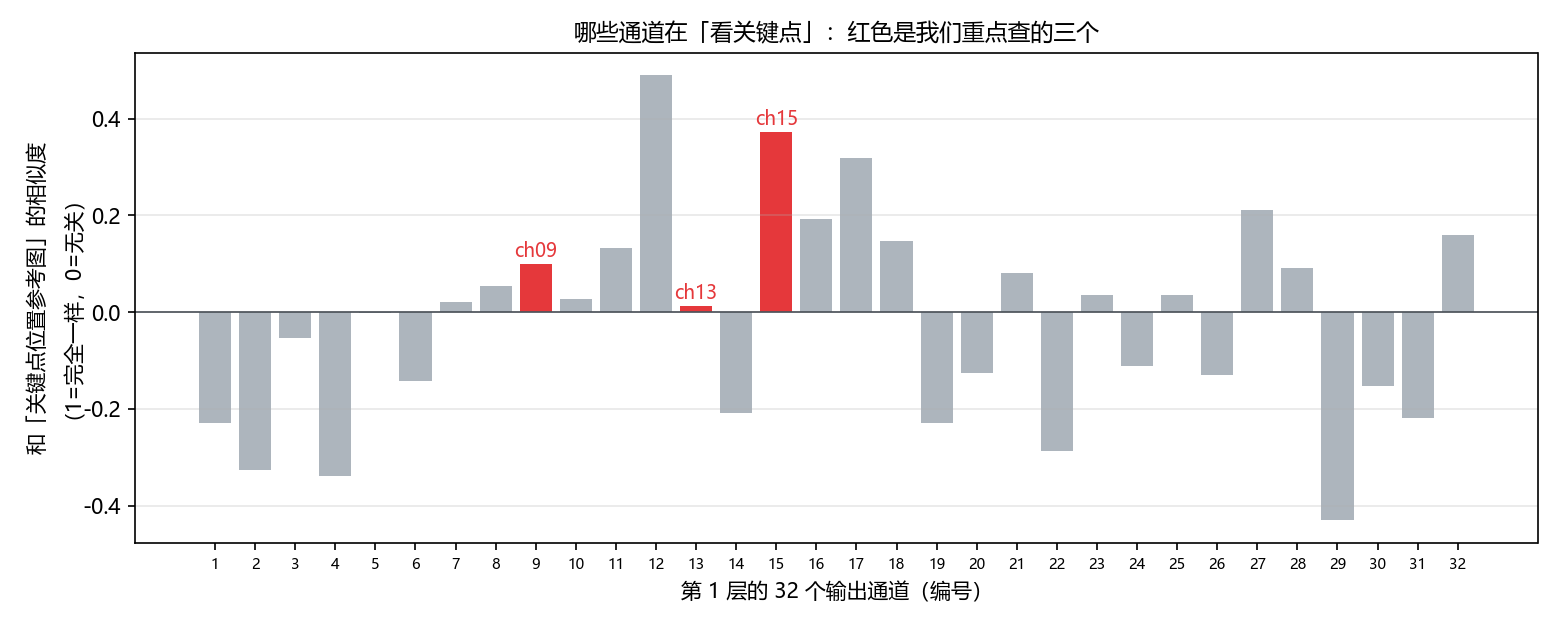 哪些通道在「看关键点」：红色是我们重点查的三个
和「关键点位置参考图」的相似度
(1=完全一样，0=无关)
0.4
0.2
0.0
-0.2
-0.4
ch09
ch13
ch15
1 2 3 4 5 6 7 8 9 10 11 12 13 14 15 16 17 18 19 20 21 22 23 24 25 26 27 28 29 30 31 32
第 1 层的 32 个输出通道（编号）